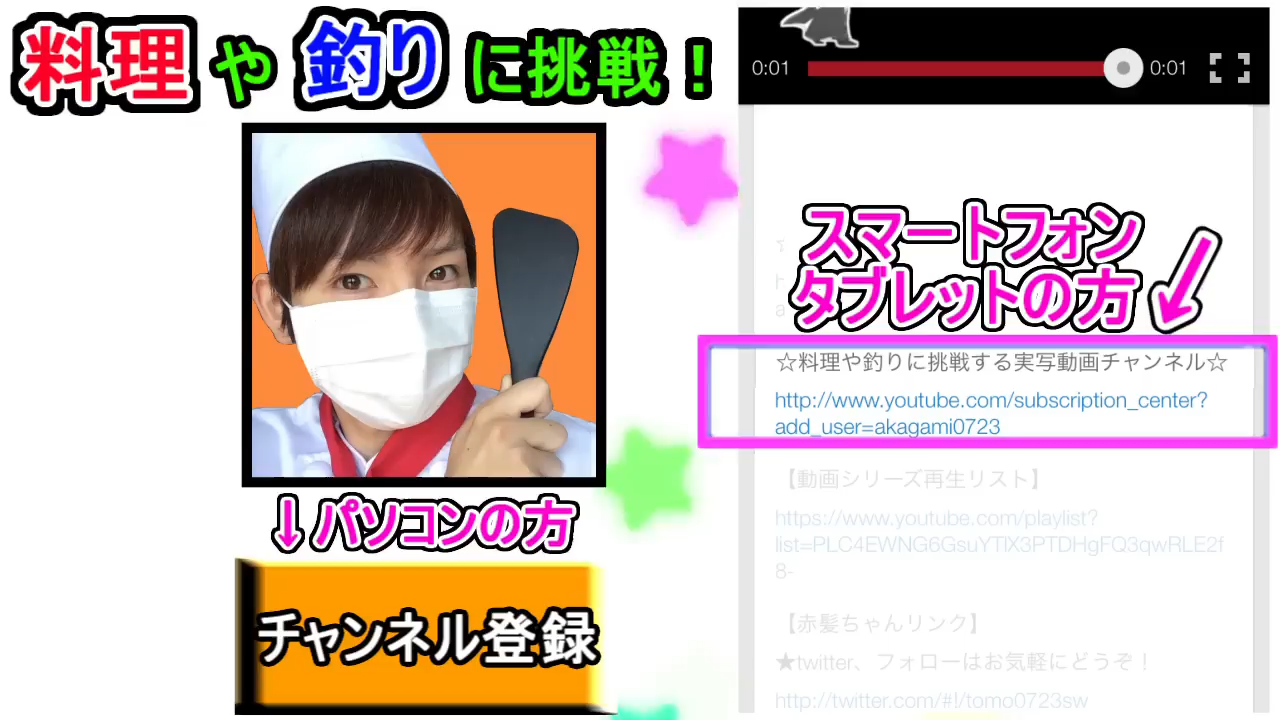 料理や釣りに挑戦！
0:01
0:01
スマートフォン
タブレットの方
☆料理や釣りに挑戦する実写動画チャンネル☆
http://www.youtube.com/subscription_center?
add_user=akagami0723
【動画シリーズ再生リスト】
https://www.youtube.com/playlist?
list=PLC4EWNG6GsuYTlX3PTDHgFQ3qwRLE2f
8-
【赤髪ちゃんリンク】
★twitter、フォローはお気軽にどうぞ！
http://twitter.com/#!/tomo0723sw
↓パソコンの方
チャンネル登録